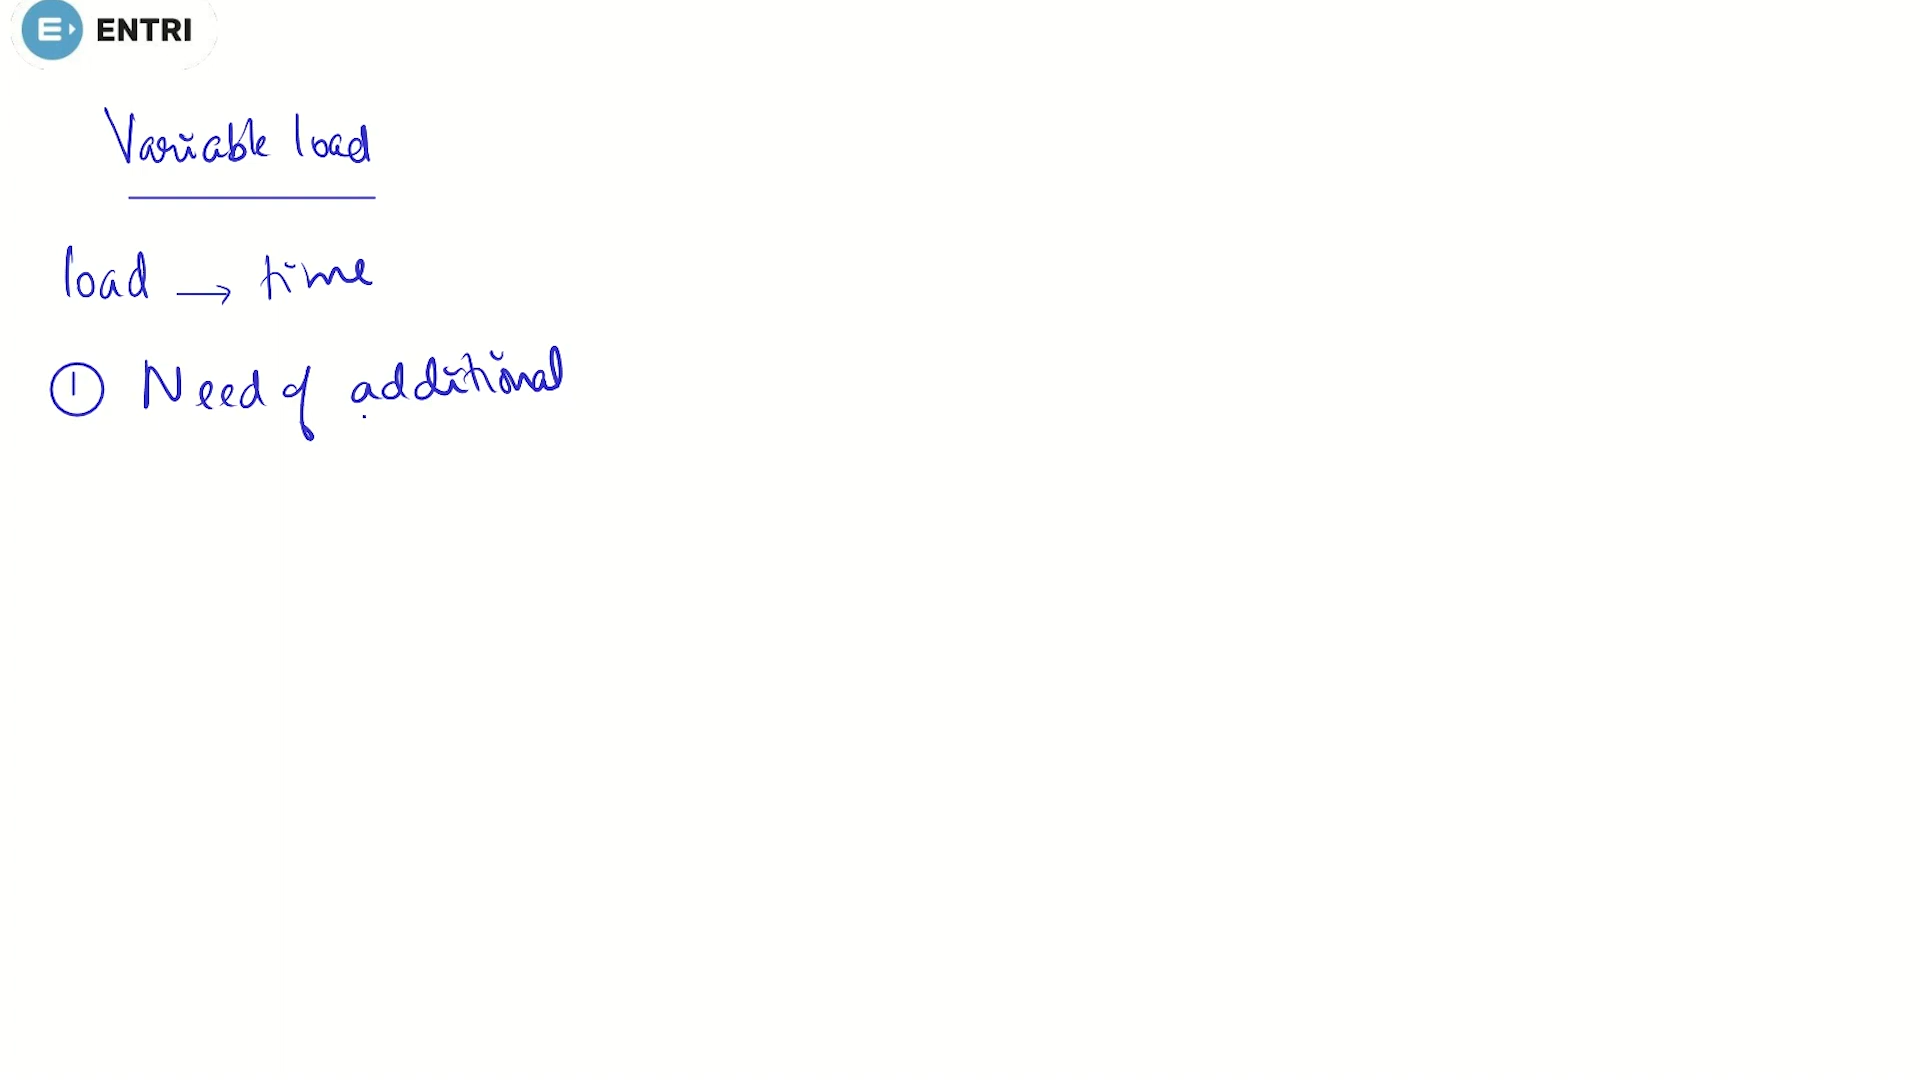 ENTRI
Variable load
load → time
① Need of additional